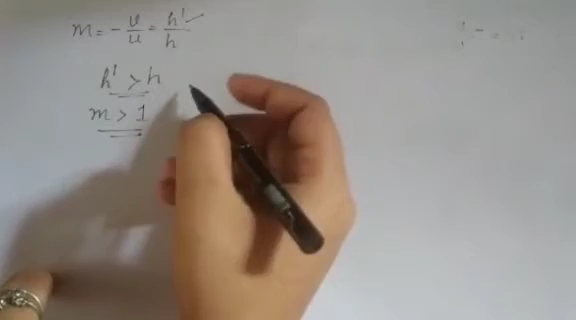 m = - v/u = h'/h
h' > h
m > 1